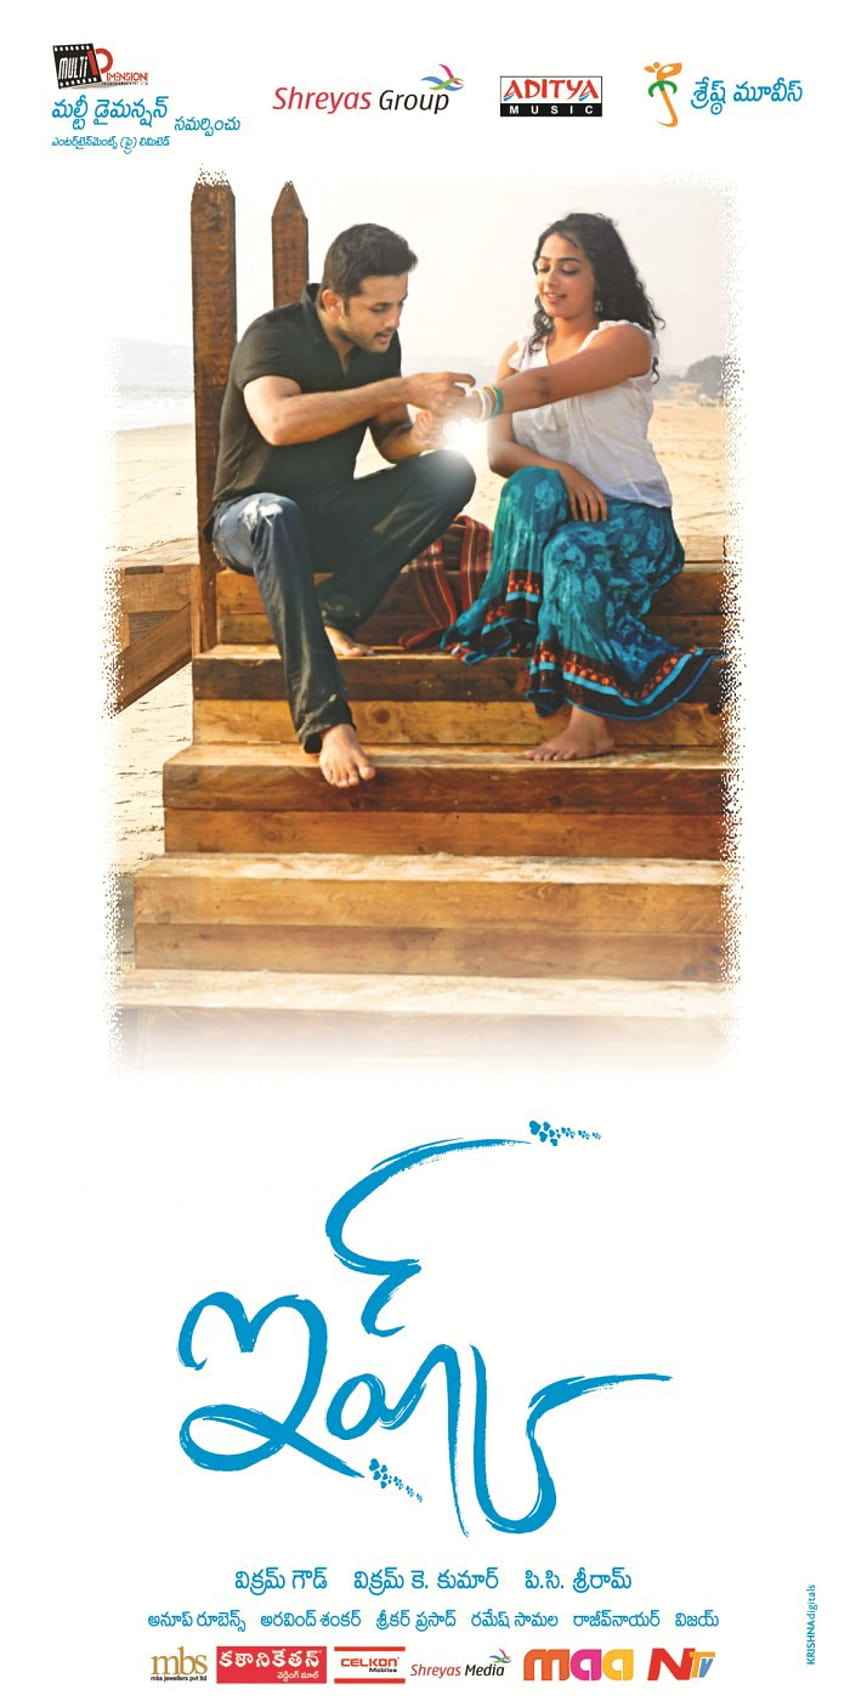 MULTI DIMENSION
మల్టీ డైమన్షన్ సమర్పించు
ఎంటర్‌టైన్‌మెంట్స్ (ప్రై) లిమిటెడ్
Shreyas Group
ADITYA
MUSIC
శ్రేష్ఠ్ మూవీస్
ఇష్క్
విక్రమ్ గౌడ్ విక్రమ్ కె. కుమార్ పి.సి. శ్రీరామ్
అనూప్ రూబెన్స్ అరవింద్ శంకర్ శ్రీకర్ ప్రసాద్ రమేష్ సామల రాజీవ్‌నాయర్ విజయ్
KRISHNAdigitals
mbs
mbs jewellers pvt ltd
కళానికేతన్
వెడ్డింగ్ మాల్
CELKON
Mobiles
Shreyas Media
maa
NTV